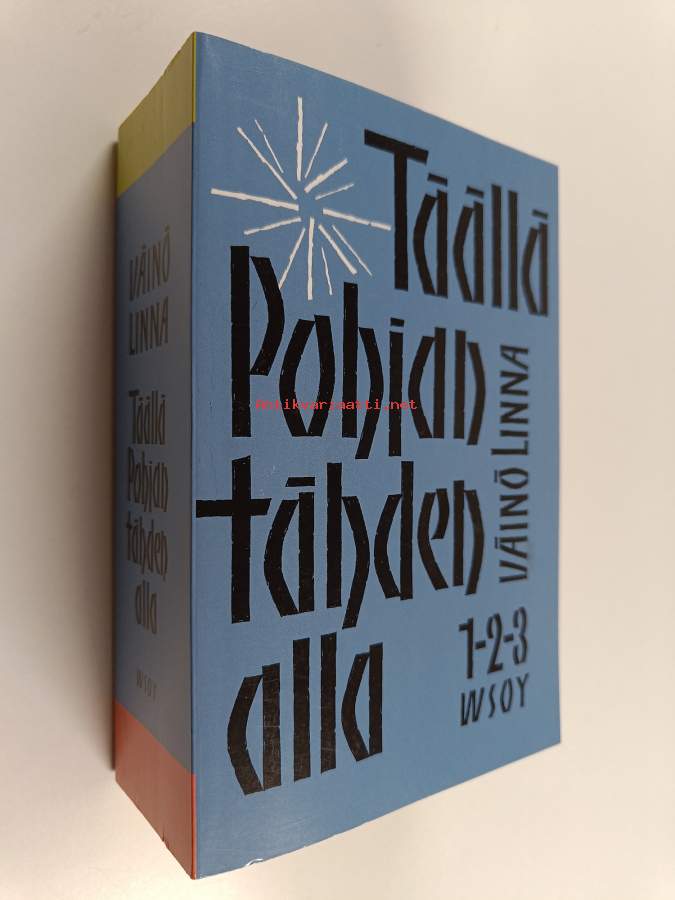 Täällä
Pohjan
tähden
alla
VÄINÖ LINNA
1-2-3
WSOY
VÄINÖ
LINNA
Täällä
Pohjan
tähden
alla
WSOY
Antikvariaatti.net